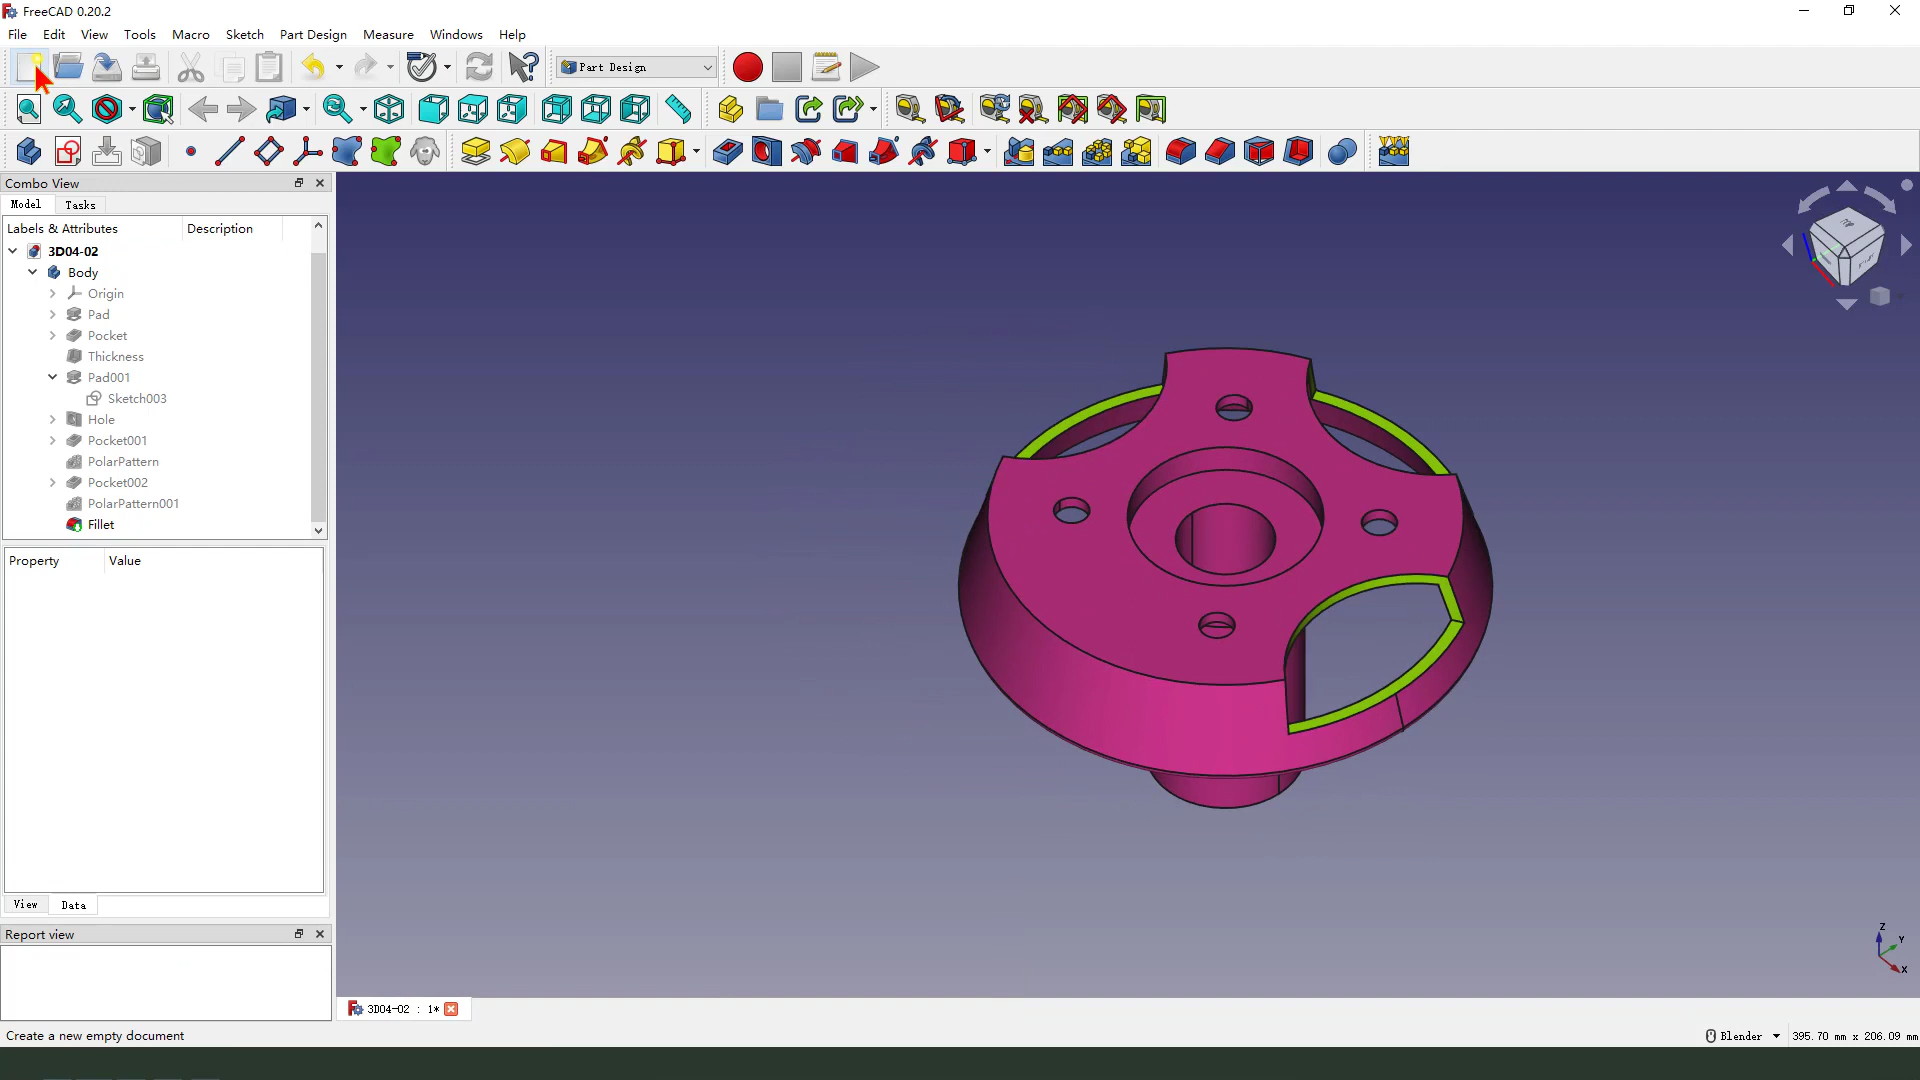 FreeCAD 0.20.2
File Edit View Tools Macro Sketch Part Design Measure Windows Help
Part Design
Combo View
Model Tasks
Labels & Attributes Description
3D04-02
Body
Origin
Pad
Pocket
Thickness
Pad001
Sketch003
Hole
Pocket001
PolarPattern
Pocket002
PolarPattern001
Fillet
Property Value
View Data
Report view
Z
Y
X
3D04-02 : 1*
Create a new empty document
Blender 395.70 mm x 206.09 mm